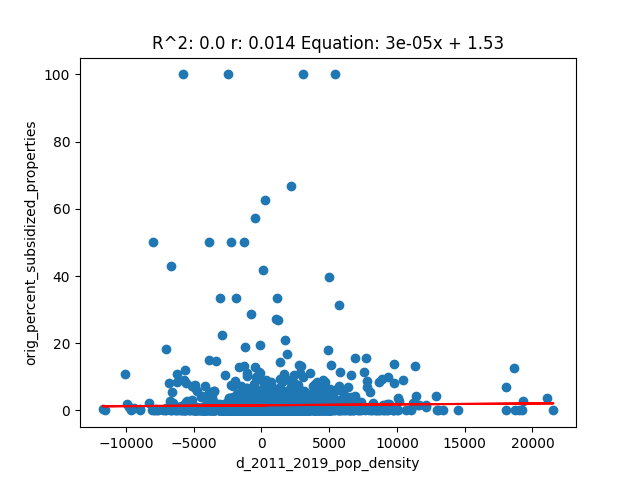 R^2: 0.0 r: 0.014 Equation: 3e-05x + 1.53
100
80
60
40
20
0
orig_percent_subsidized_properties
−10000 −5000 0 5000 10000 15000 20000
d_2011_2019_pop_density